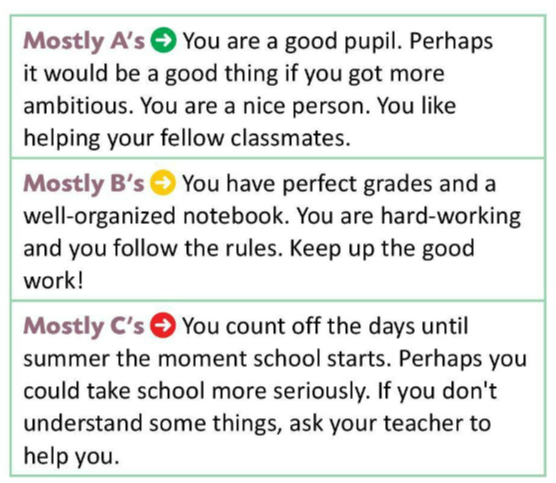 Mostly A's You are a good pupil. Perhaps
it would be a good thing if you got more
ambitious. You are a nice person. You like
helping your fellow classmates.
Mostly B's You have perfect grades and a
well-organized notebook. You are hard-working
and you follow the rules. Keep up the good
work!
Mostly C's You count off the days until
summer the moment school starts. Perhaps you
could take school more seriously. If you don't
understand some things, ask your teacher to
help you.